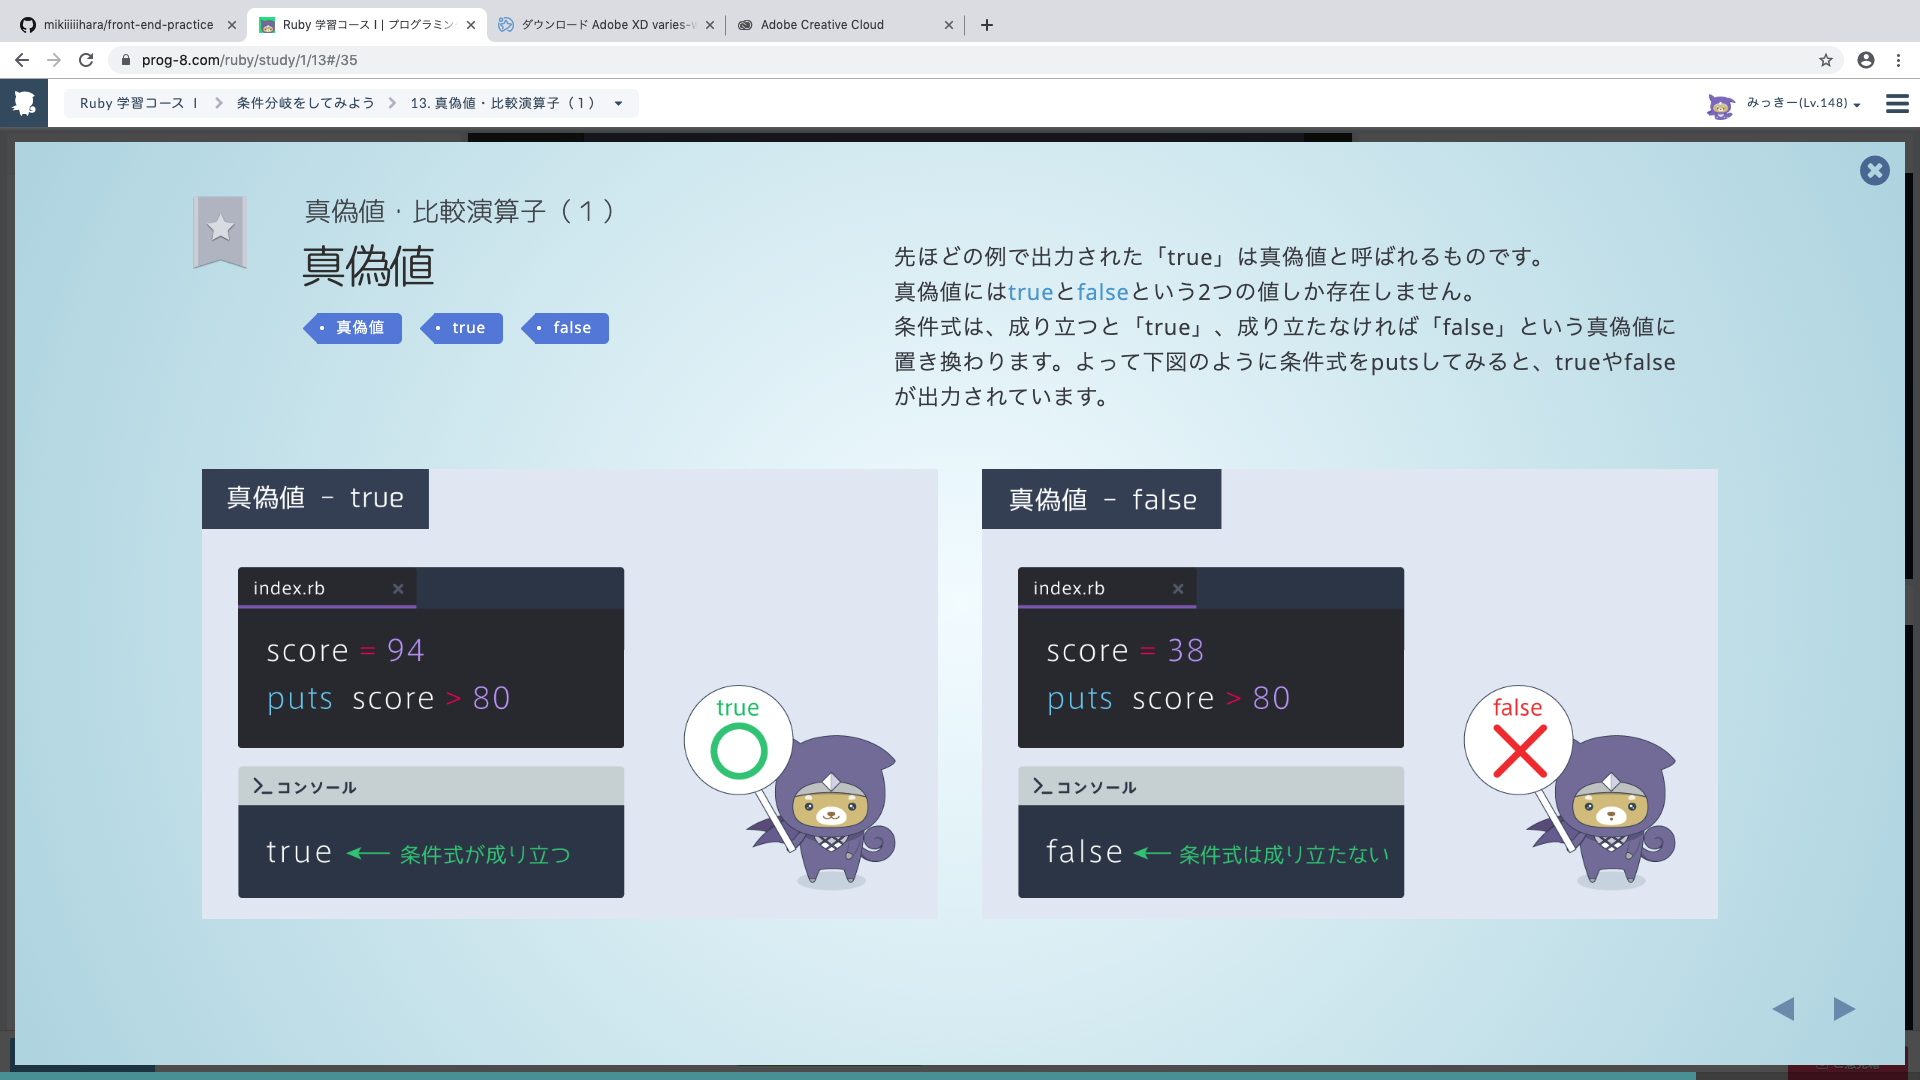 mikiiiiihara/front-end-practice
Ruby 学習コース I | プログラミン
ダウンロード Adobe XD varies-w
Adobe Creative Cloud
prog-8.com/ruby/study/1/13#/35
Ruby 学習コース I
条件分岐をしてみよう
13. 真偽値・比較演算子（１）
みっきー(Lv.148)
真偽値・比較演算子（１）
真偽値
真偽値
true
false
先ほどの例で出力された「true」は真偽値と呼ばれるものです。
真偽値にはtrueとfalseという2つの値しか存在しません。
条件式は、成り立つと「true」、成り立たなければ「false」という真偽値に
置き換わります。よって下図のように条件式をputsしてみると、trueやfalse
が出力されています。
真偽値 - true
index.rb
score = 94
puts score > 80
コンソール
true ← 条件式が成り立つ
true
真偽値 - false
index.rb
score = 38
puts score > 80
コンソール
false ← 条件式は成り立たない
false